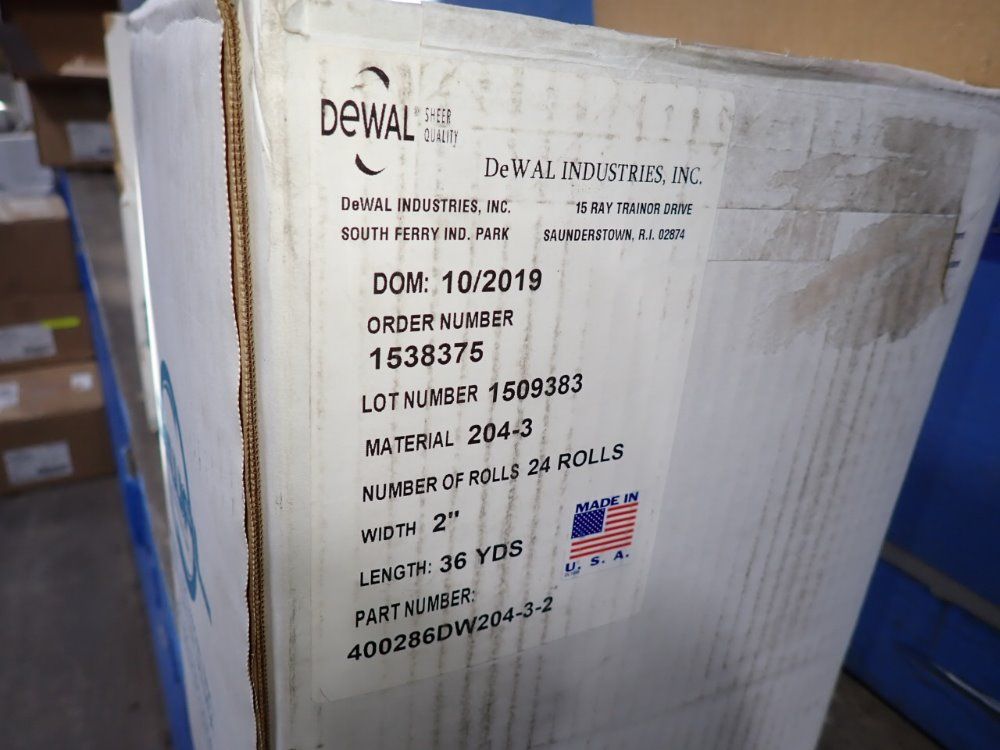 DeWAL SHEER QUALITY
DeWAL INDUSTRIES, INC.
DeWAL INDUSTRIES, INC. 15 RAY TRAINOR DRIVE
SOUTH FERRY IND. PARK SAUNDERSTOWN, R.I. 02874
DOM: 10/2019
ORDER NUMBER
1538375
LOT NUMBER 1509383
MATERIAL 204-3
NUMBER OF ROLLS 24 ROLLS
WIDTH 2"
LENGTH: 36 YDS
MADE IN
U. S. A.
PART NUMBER:
400286DW204-3-2